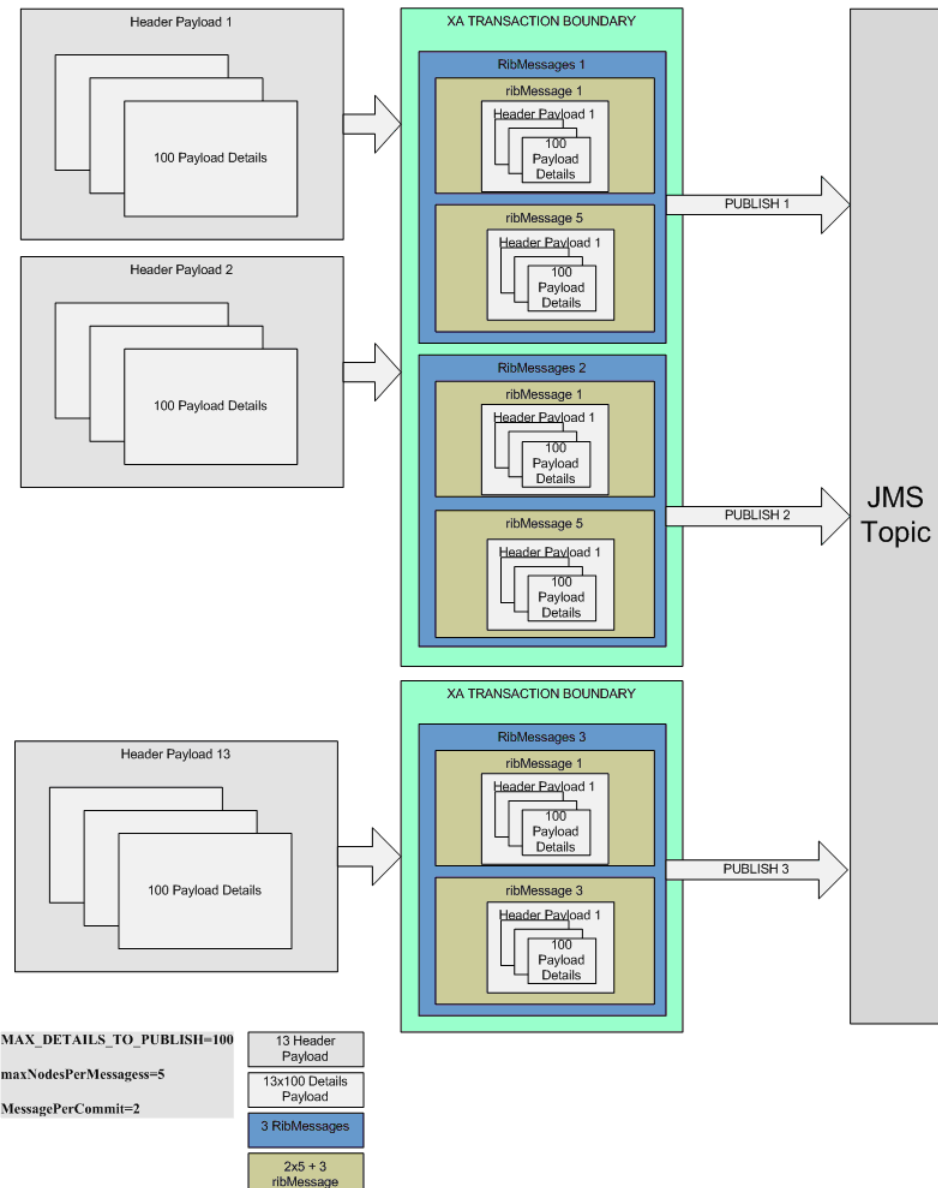 Header Payload 1
100 Payload Details
Header Payload 2
100 Payload Details
Header Payload 13
100 Payload Details
XA TRANSACTION BOUNDARY
RibMessages 1
ribMessage 1
Header Payload 1
100
Payload
Details
ribMessage 5
Header Payload 1
100
Payload
Details
RibMessages 2
ribMessage 1
Header Payload 1
100
Payload
Details
ribMessage 5
Header Payload 1
100
Payload
Details
XA TRANSACTION BOUNDARY
RibMessages 3
ribMessage 1
Header Payload 1
100
Payload
Details
ribMessage 3
Header Payload 1
100
Payload
Details
PUBLISH 1
PUBLISH 2
PUBLISH 3
JMS
Topic
MAX_DETAILS_TO_PUBLISH=100
maxNodesPerMessagess=5
MessagePerCommit=2
13 Header
Payload
13x100 Details
Payload
3 RibMessages
2x5 + 3
ribMessage